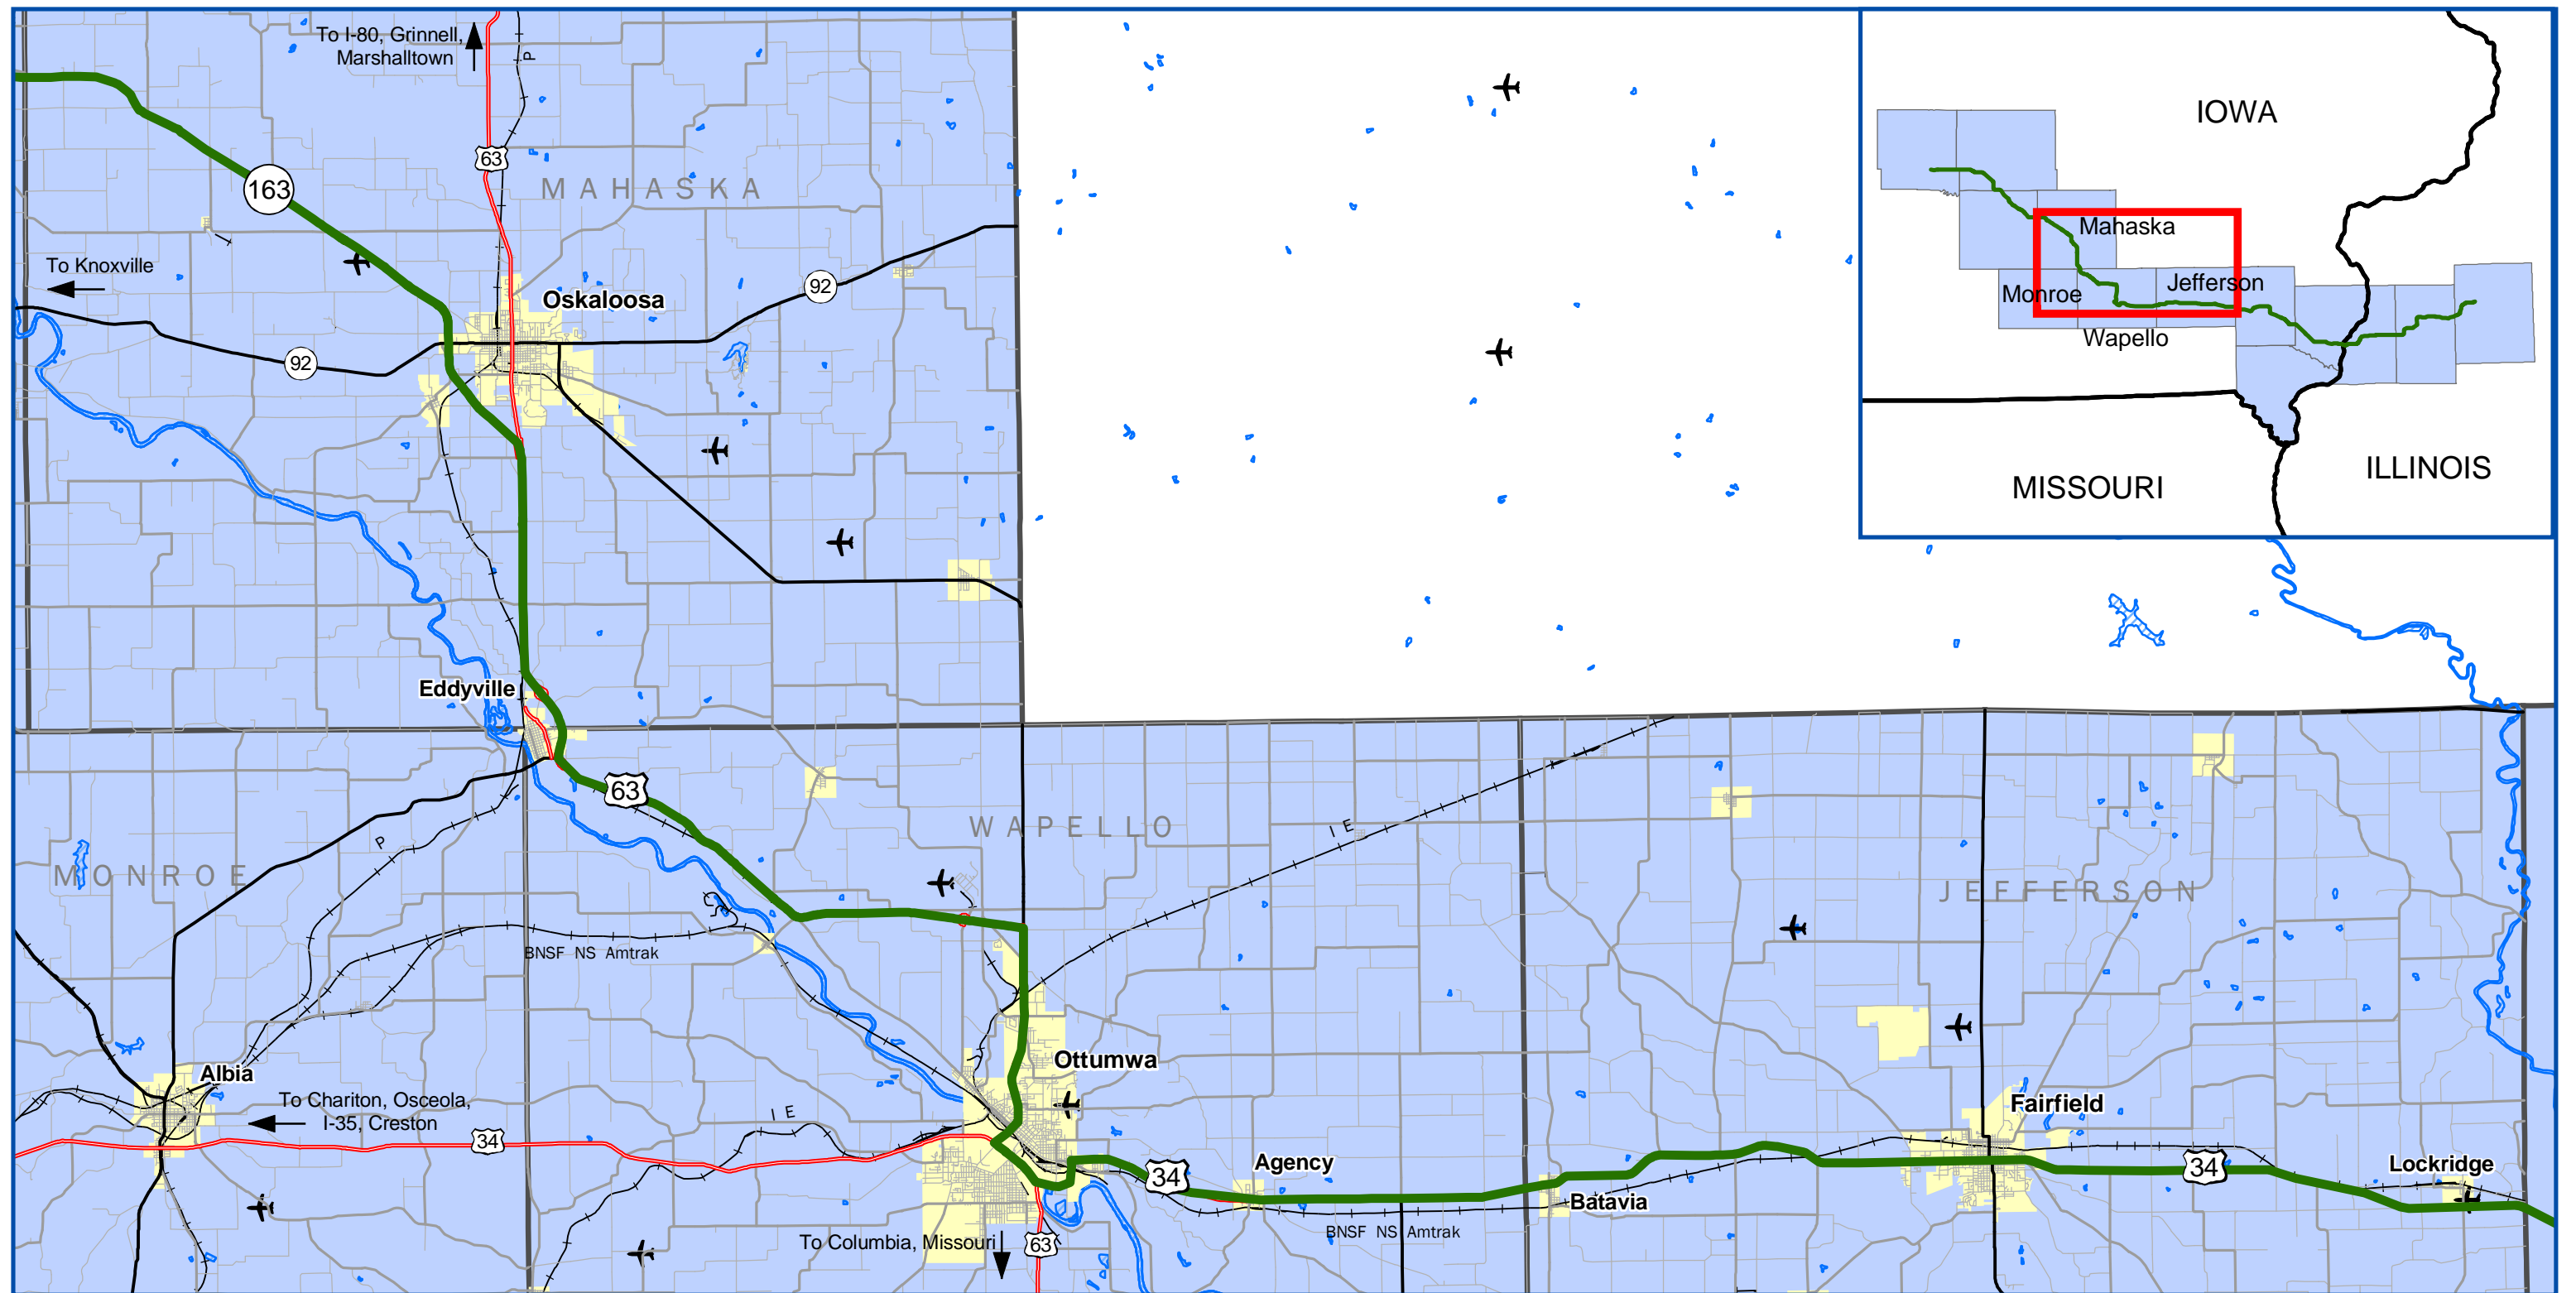 To I-80, Grinnell,
Marshalltown
P
63
163
MAHASKA
To Knoxville
Oskaloosa
92
92
Eddyville
63
WAPELLO
I E
P
MONROE
BNSF NS Amtrak
JEFFERSON
Ottumwa
Albia
To Chariton, Osceola,
I-35, Creston
34
I E
34
Agency
Batavia
Fairfield
34
Lockridge
BNSF NS Amtrak
To Columbia, Missouri
63
IOWA
Mahaska
Jefferson
Monroe
Wapello
MISSOURI
ILLINOIS